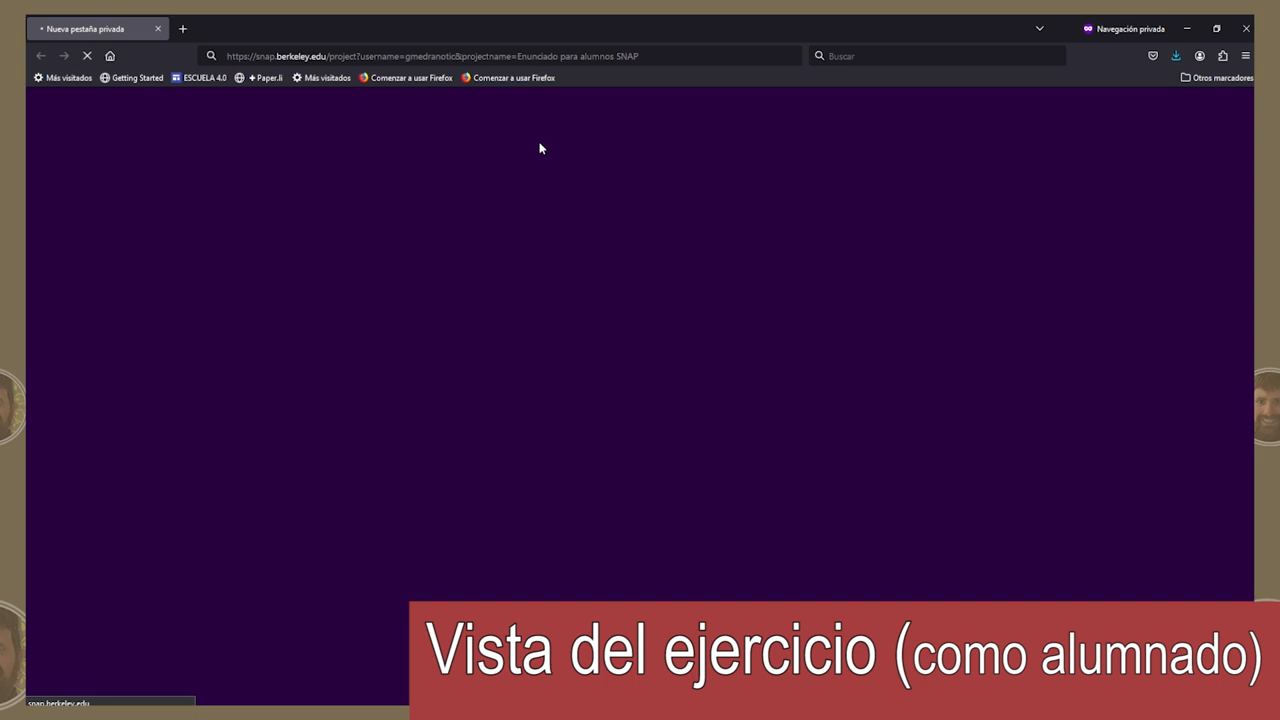 Nueva pestaña privada
Navegación privada
https://snap.berkeley.edu/project?username=gmedranotic&projectname=Enunciado para alumnos SNAP
Buscar
Más visitados Getting Started ESCUELA 4.0 + Paper.li Más visitados Comenzar a usar Firefox Comenzar a usar Firefox Otros marcadores
Vista del ejercicio (como alumnado)
snap.berkeley.edu